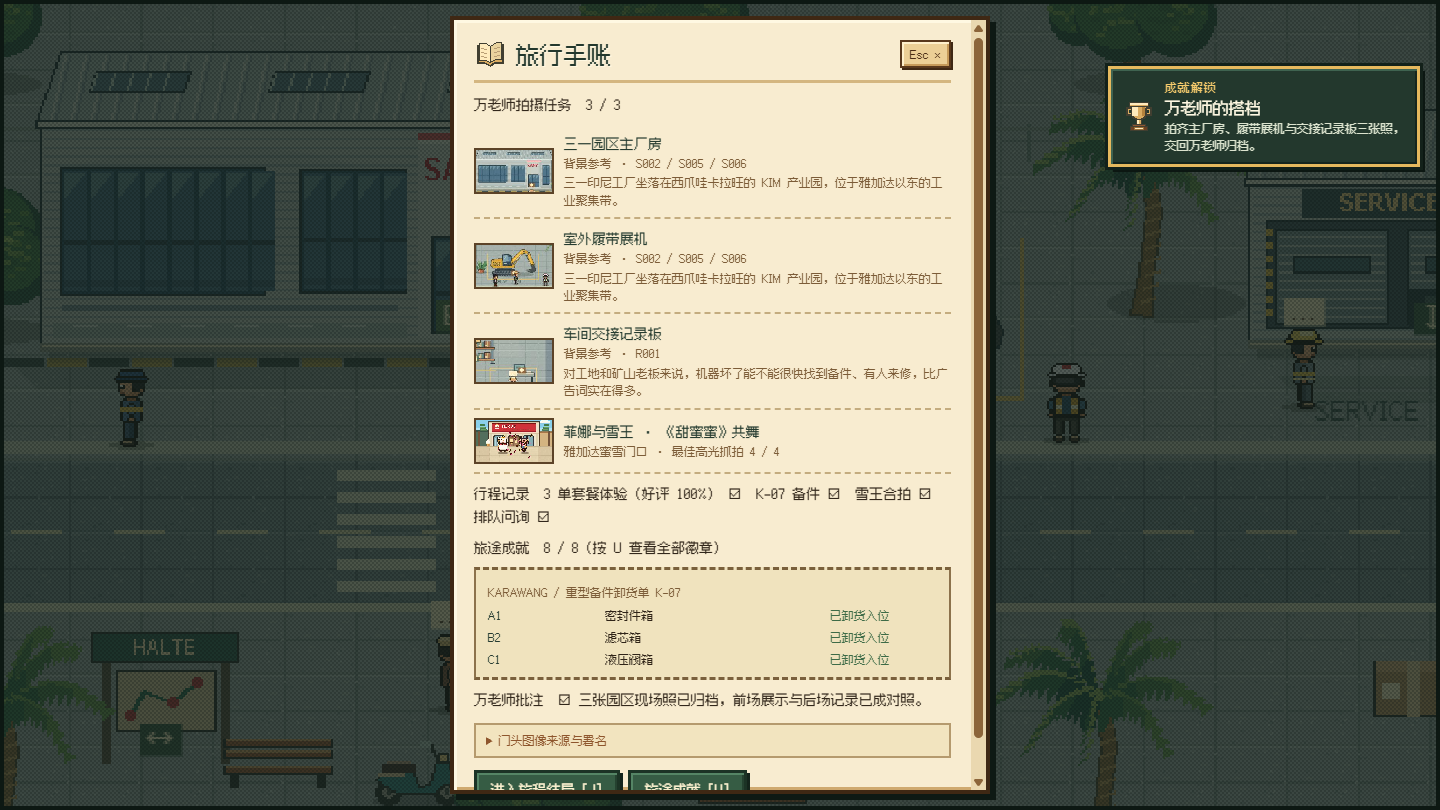 旅行手账
Esc ×
万老师拍摄任务 3 / 3
三一园区主厂房
背景参考 · S002 / S005 / S006
三一印尼工厂坐落在西爪哇卡拉旺的 KIM 产业园，位于雅加达以东的工
业聚集带。
室外履带展机
背景参考 · S002 / S005 / S006
三一印尼工厂坐落在西爪哇卡拉旺的 KIM 产业园，位于雅加达以东的工
业聚集带。
车间交接记录板
背景参考 · R001
对工地和矿山老板来说，机器坏了能不能很快找到备件、有人来修，比广
告词实在得多。
菲娜与雪王 · 《甜蜜蜜》共舞
雅加达蜜雪门口 · 最佳高光抓拍 4 / 4
行程记录 3 单套餐体验（好评 100%） ☑ K-07 备件 ☑ 雪王合拍 ☑
排队问询 ☑
旅途成就 8 / 8（按 U 查看全部徽章）
KARAWANG / 重型备件卸货单 K-07
A1 密封件箱 已卸货入位
B2 滤芯箱 已卸货入位
C1 液压阀箱 已卸货入位
万老师批注 ☑ 三张园区现场照已归档，前场展示与后场记录已成对照。
▶ 门头图像来源与署名
进入旅程结局 [J] 旅途成就 [U]
成就解锁
万老师的搭档
拍齐主厂房、履带展机与交接记录板三张照，
交回万老师归档。
SA
SERVICE
SERVICE
HALTE